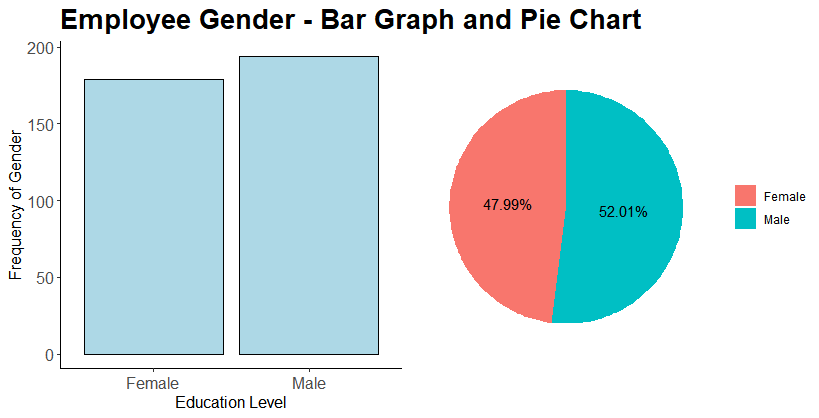 Employee Gender - Bar Graph and Pie Chart
Frequency of Gender
200
150
100
50
0
Female
Male
Education Level
47.99%
52.01%
Female
Male